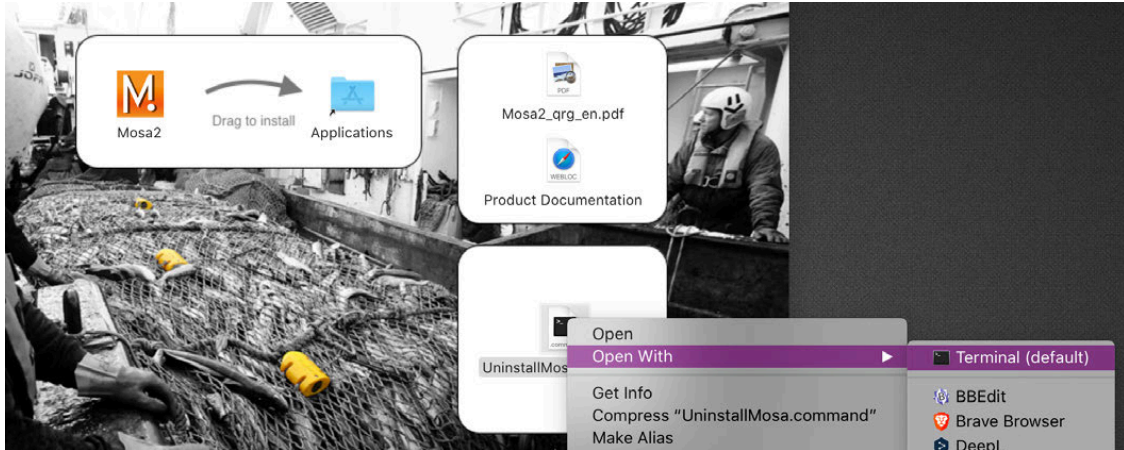 M
Mosa2
Drag to install
Applications
PDF
Mosa2_qrg_en.pdf
WEBLOC
Product Documentation
UninstallMos
Open
Open With
Terminal (default)
Get Info
Compress “UninstallMosa.command”
Make Alias
BBEdit
Brave Browser
DeepL